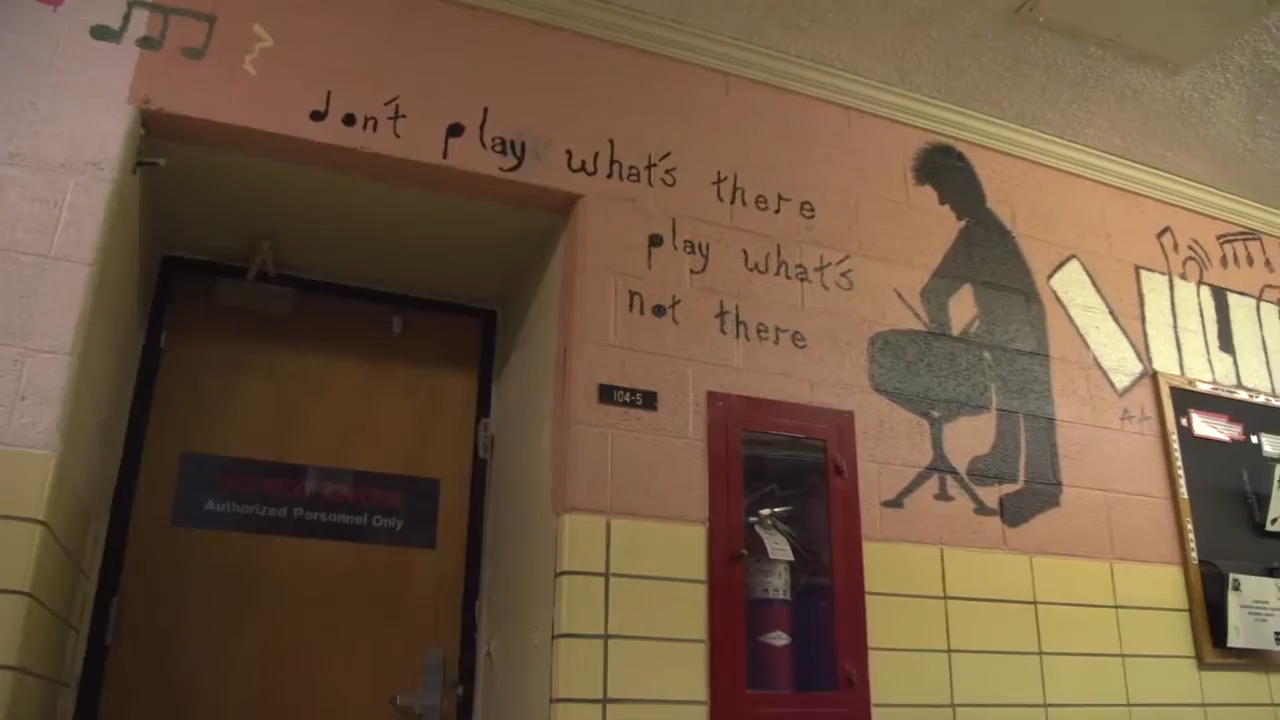 don't play what's there
play what's
not there
104-5
Authorized Personnel Only